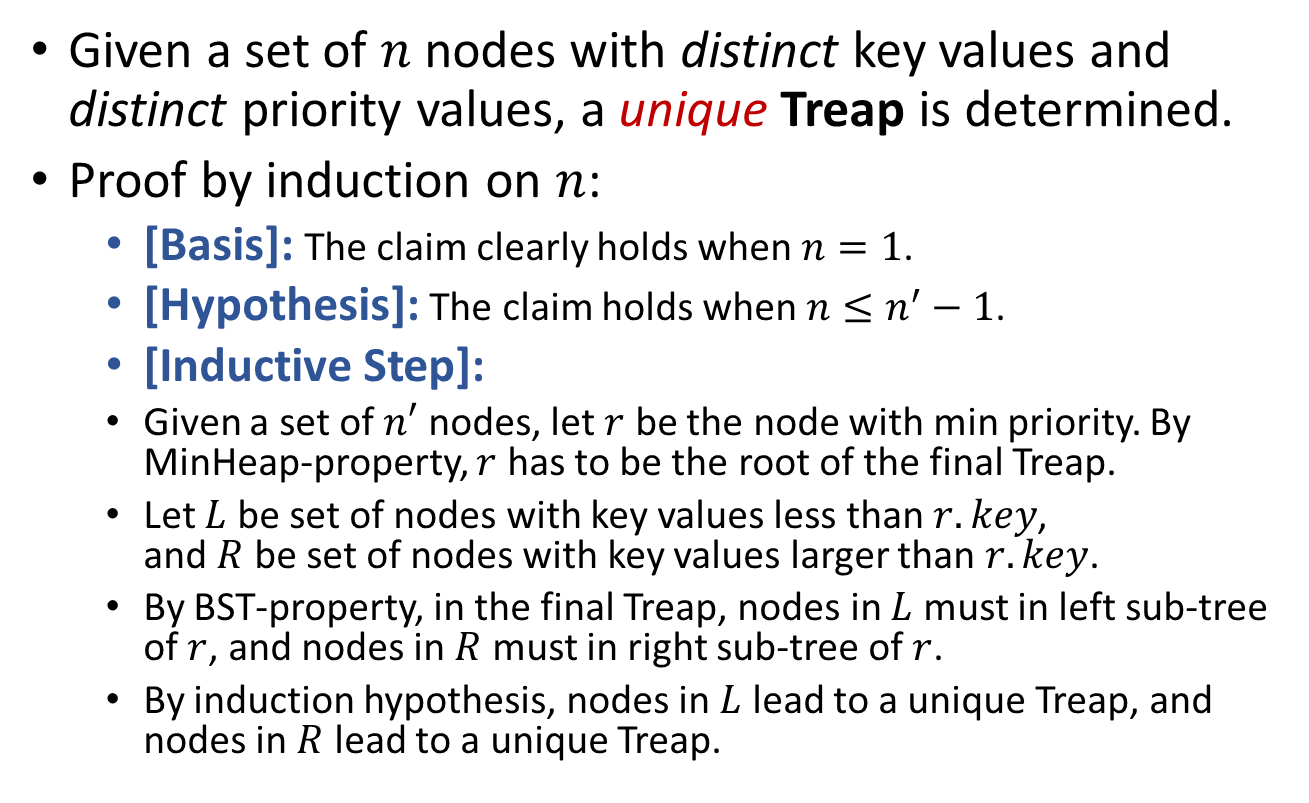 • Given a set of n nodes with distinct key values and
distinct priority values, a unique Treap is determined.
• Proof by induction on n:
• [Basis]: The claim clearly holds when n = 1.
• [Hypothesis]: The claim holds when n ≤ n′ − 1.
• [Inductive Step]:
• Given a set of n′ nodes, let r be the node with min priority. By
MinHeap-property, r has to be the root of the final Treap.
• Let L be set of nodes with key values less than r. key,
and R be set of nodes with key values larger than r. key.
• By BST-property, in the final Treap, nodes in L must in left sub-tree
of r, and nodes in R must in right sub-tree of r.
• By induction hypothesis, nodes in L lead to a unique Treap, and
nodes in R lead to a unique Treap.